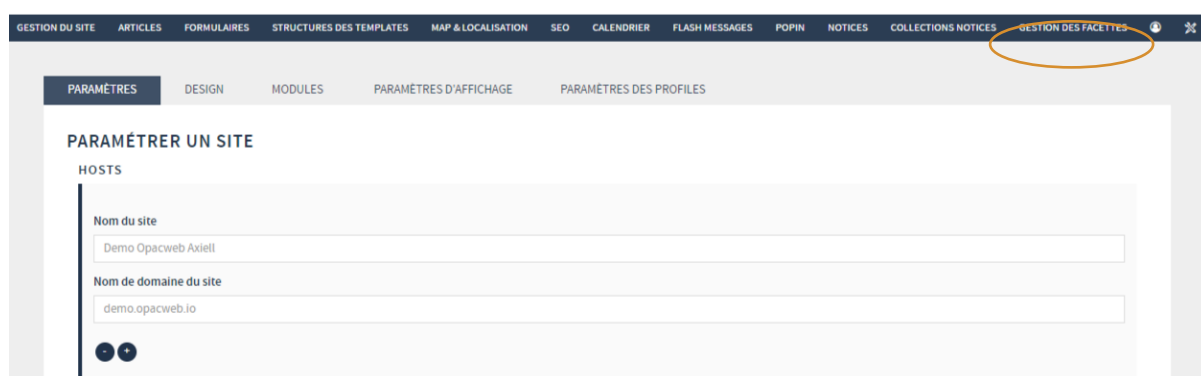 GESTION DU SITE ARTICLES FORMULAIRES STRUCTURES DES TEMPLATES MAP & LOCALISATION SEO CALENDRIER FLASH MESSAGES POPIN NOTICES COLLECTIONS NOTICES GESTION DES FACETTES
PARAMÈTRES DESIGN MODULES PARAMÈTRES D'AFFICHAGE PARAMÈTRES DES PROFILES
PARAMÉTRER UN SITE
HOSTS
Nom du site
Demo Opacweb Axiell
Nom de domaine du site
demo.opacweb.io
- +